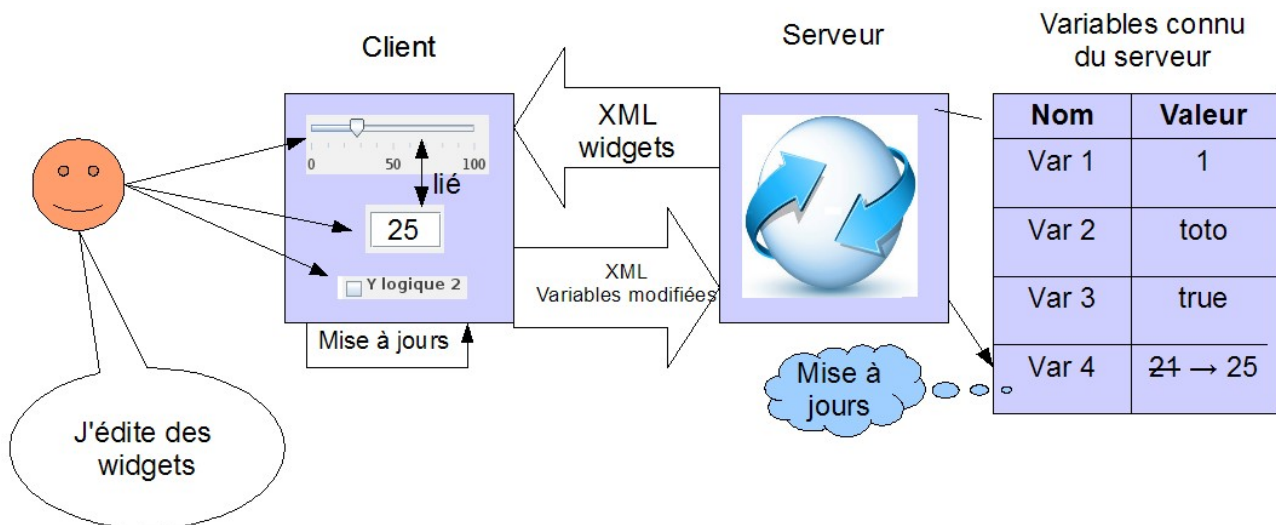 Client
Serveur
Variables connu
du serveur
XML
widgets
0 50 100
lié
25
Y logique 2
XML
Variables modifiées
Mise à jours
J'édite des
widgets
Mise à
jours
Nom Valeur
Var 1 1
Var 2 toto
Var 3 true
Var 4 21 → 25